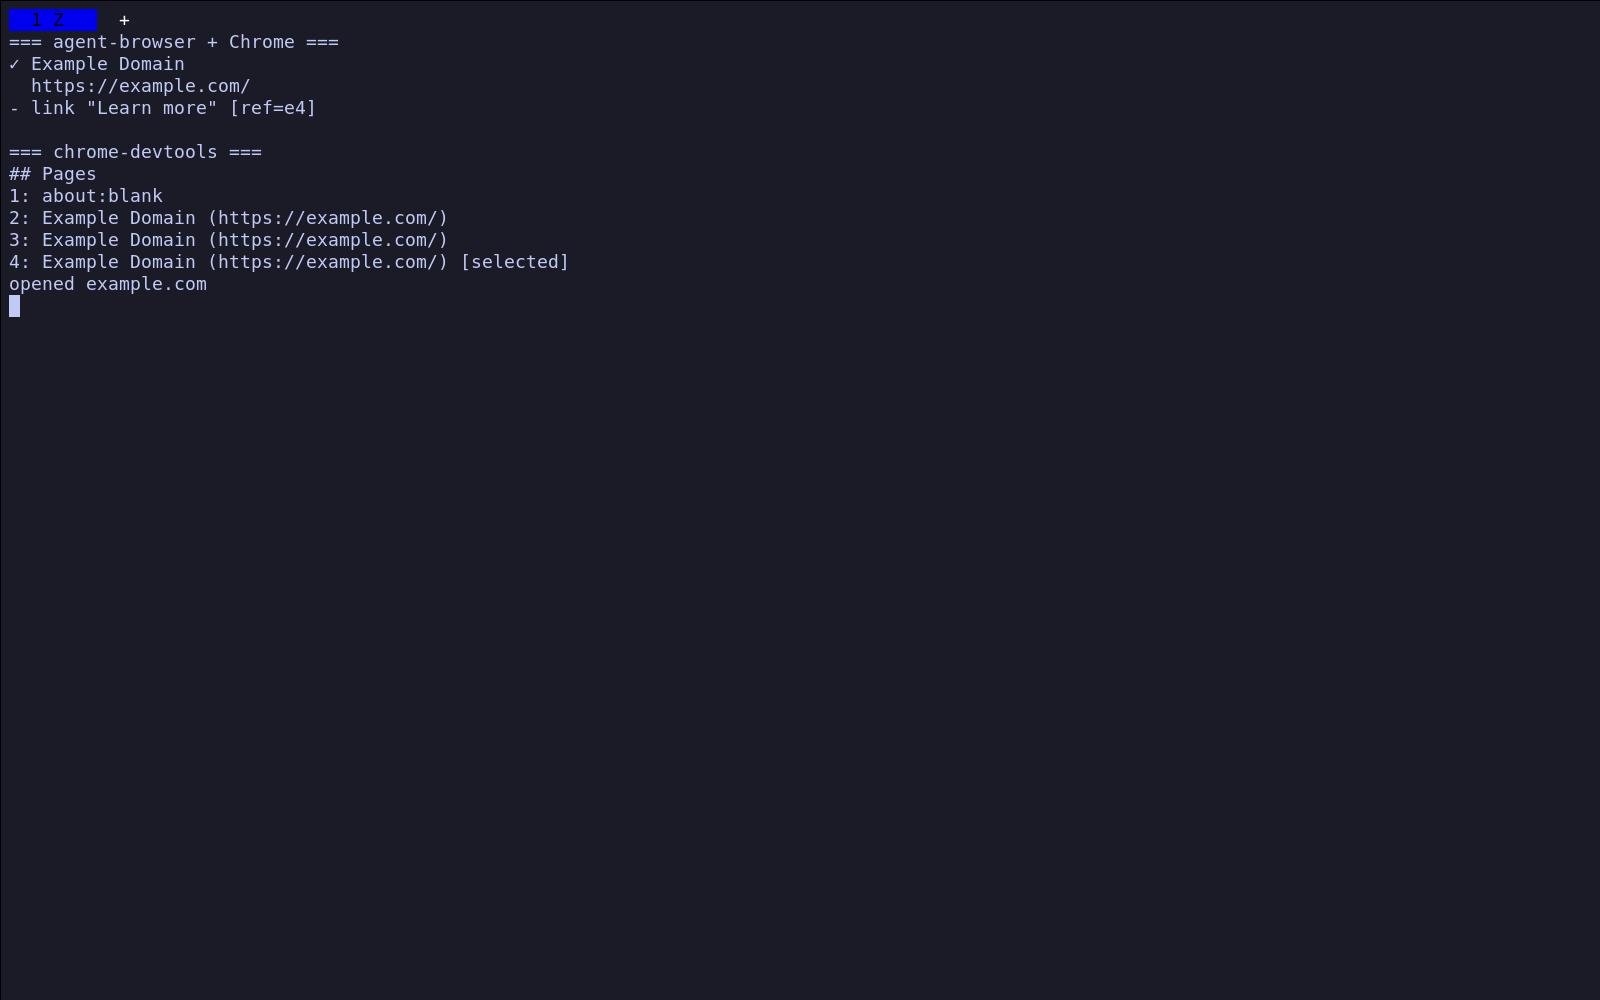 1 Z +
=== agent-browser + Chrome ===
✓ Example Domain
  https://example.com/
- link "Learn more" [ref=e4]

=== chrome-devtools ===
## Pages
1: about:blank
2: Example Domain (https://example.com/)
3: Example Domain (https://example.com/)
4: Example Domain (https://example.com/) [selected]
opened example.com